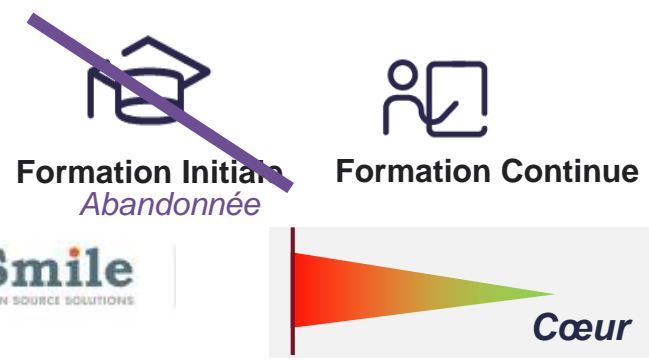 Formation Initiale
Formation Continue
Abandonnée
Smile
N SOURCE SOLUTIONS
Cœur